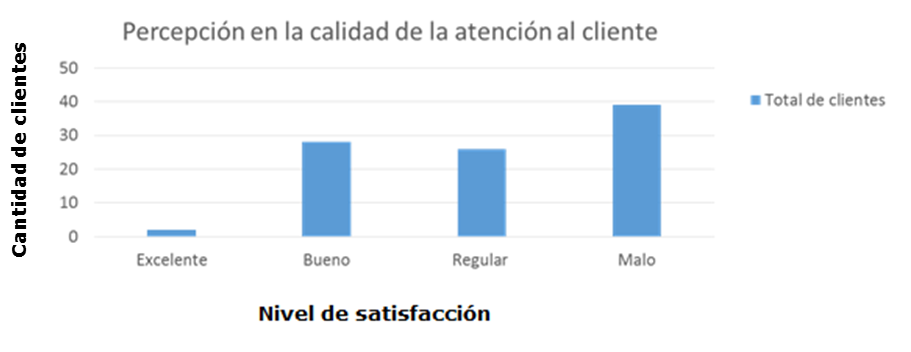 Percepción en la calidad de la atención al cliente
Cantidad de clientes
50
40
30
20
10
0
Total de clientes
Excelente Bueno Regular Malo
Nivel de satisfacción